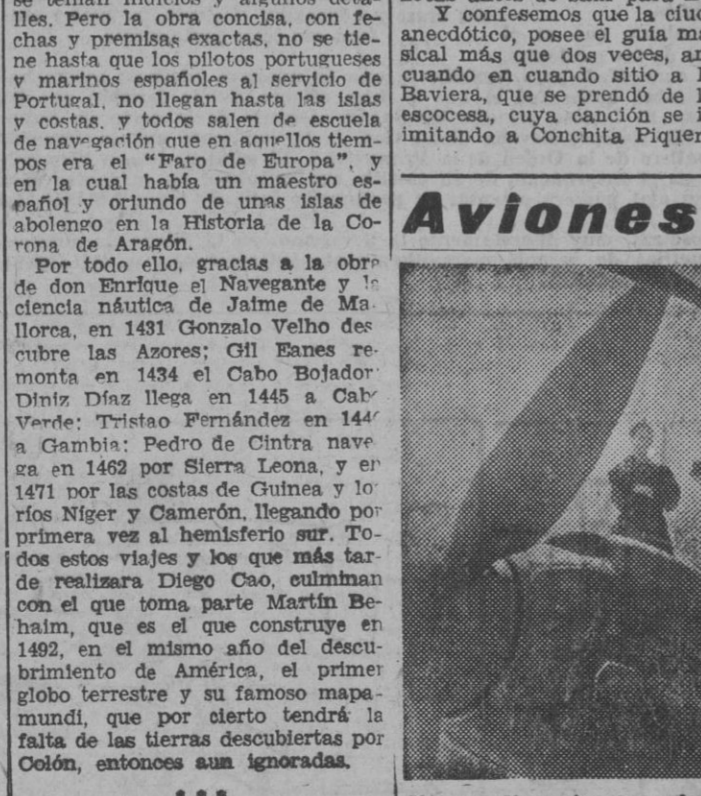 se tenían indicios y algunos deta-
lles. Pero la obra concisa, con fe-
chas y premisas exactas, no se tie-
ne hasta que los pilotos portugueses
y marinos españoles al servicio de
Portugal, no llegan hasta las islas
y costas, y todos salen de escuela
de navegación que en aquellos tiem-
pos era el "Faro de Europa", y
en la cual había un maestro es-
pañol y oriundo de unas islas de
abolengo en la Historia de la Co-
rona de Aragón.
Por todo ello, gracias a la obra
de don Enrique el Navegante y la
ciencia náutica de Jaime de Ma-
llorca, en 1431 Gonzalo Velho des
cubre las Azores; Gil Eanes re-
monta en 1434 el Cabo Bojador
Diniz Díaz llega en 1445 a Cab
Verde; Tristao Fernández en 144
a Gambia; Pedro de Cintra nave
ga en 1462 por Sierra Leona, y en
1471 por las costas de Guinea y lo
ríos Níger y Camerón, llegando por
primera vez al hemisferio sur. To-
dos estos viajes y los que más tar-
de realizara Diego Cao, culminan
con el que toma parte Martín Be-
haim, que es el que construye en
1492, en el mismo año del descu-
brimiento de América, el primer
globo terrestre y su famoso mapa-
mundi, que por cierto tendrá la
falta de las tierras descubiertas por
Colón, entonces aun ignoradas.
* * *
Y confesemos que la ciud
anecdótico, posee el guía ma
sical más que dos veces, an
cuando en cuando sitio a l
Baviera, que se prendó de l
escocesa, cuya canción se i
imitando a Conchita Piquer
Aviones